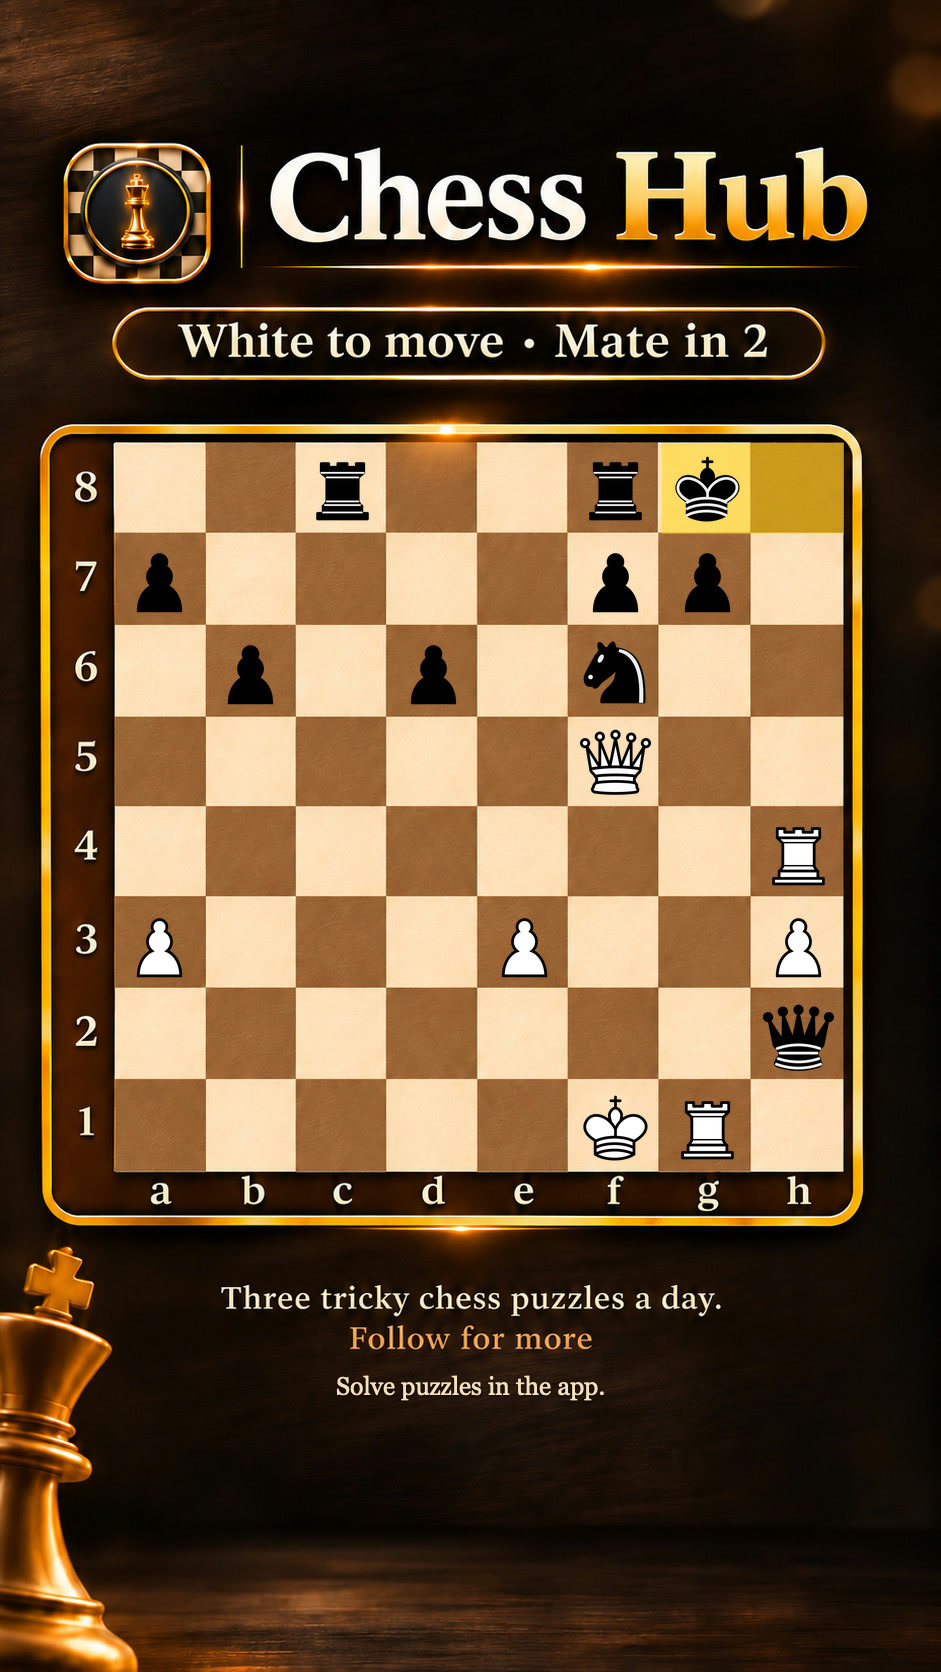 Chess Hub
White to move · Mate in 2
8
7
6
5
4
3
2
1
a b c d e f g h
Three tricky chess puzzles a day.
Follow for more
Solve puzzles in the app.